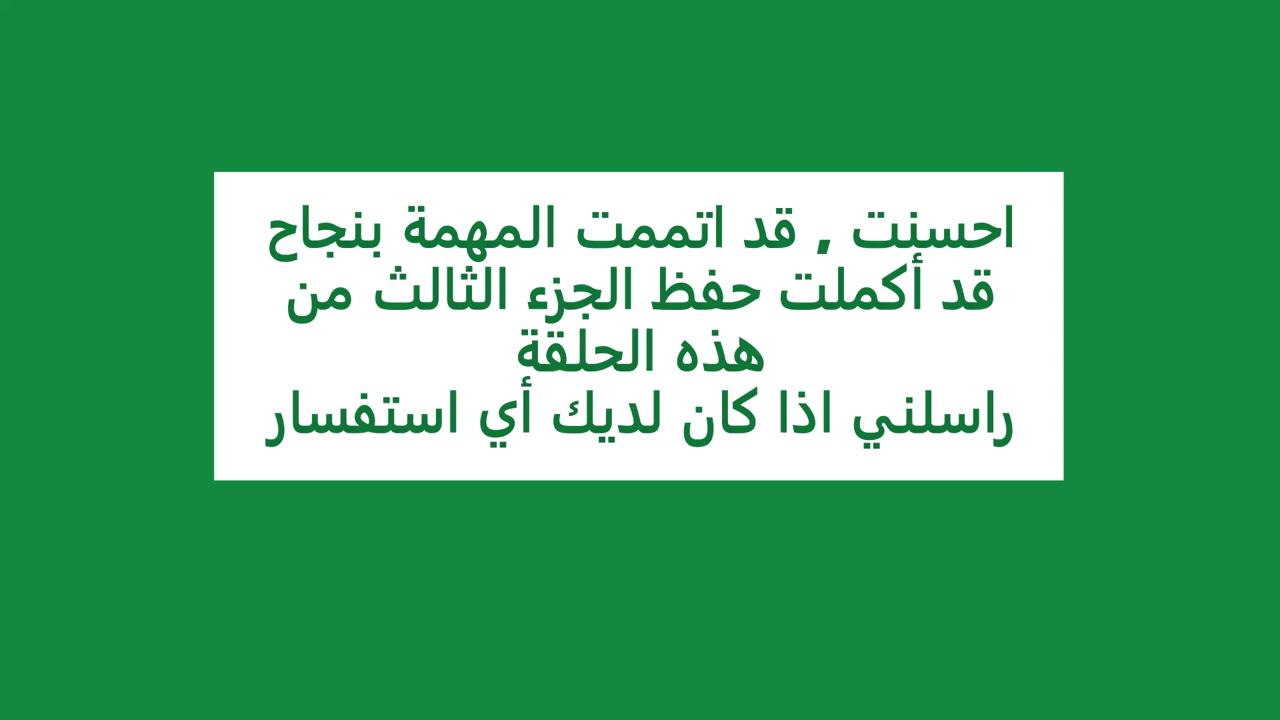 احسنت , قد اتممت المهمة بنجاح
قد أكملت حفظ الجزء الثالث من
هذه الحلقة
راسلني اذا كان لديك أي استفسار